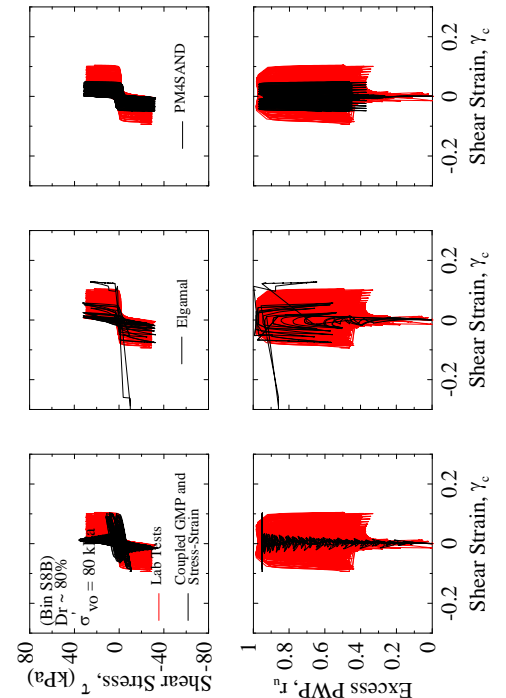 (Bin S8B)
Dr ~ 80%
σ'vo = 80 kPa
Lab Tests
Coupled GMP and
Stress-Strain
Elgamal
PM4SAND
Shear Stress, τ
(kPa)
80
40
0
-40
-80
Excess PWP, ru
1
0.8
0.6
0.4
0.2
0
-0.2
0
0.2
Shear Strain, γc
-0.2
0
0.2
Shear Strain, γc
-0.2
0
0.2
Shear Strain, γc